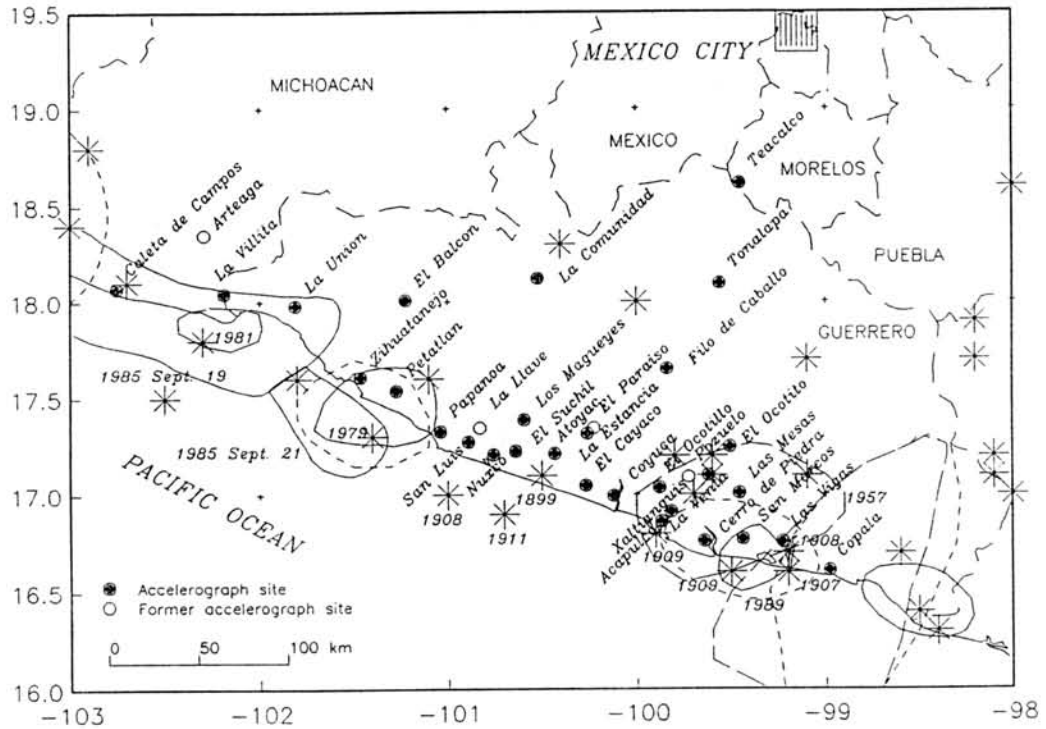 19.5
19.0
18.5
18.0
17.5
17.0
16.5
16.0
-103
-102
-101
-100
-99
-98
MEXICO CITY
MICHOACAN
MEXICO
MORELOS
PUEBLA
GUERRERO
PACIFIC OCEAN
Teacalco
Caleta de Campos
Arteaga
La Villita
La Union
El Balcon
La Comunidad
Tonalapa
Zihuatanejo
Petatlan
Papanoa
La Llave
Los Magueyes
El Suchil
Atoyac
El Paraiso
La Estancia
El Cayaco
Filo de Caballo
San Luis
Nuxco
Coyuca
El Ocotillo
Pozuelo
El Ocotito
Xaltianguis
Acapulco
La Venta
Cerro de Piedra
Las Mesas
San Marcos
Las Vigas
Copala
1981
1985 Sept. 19
1979
1985 Sept. 21
1908
1899
1911
1909
1909
1989
1907
1908
1957
Accelerograph site
Former accelerograph site
0 50 100 km